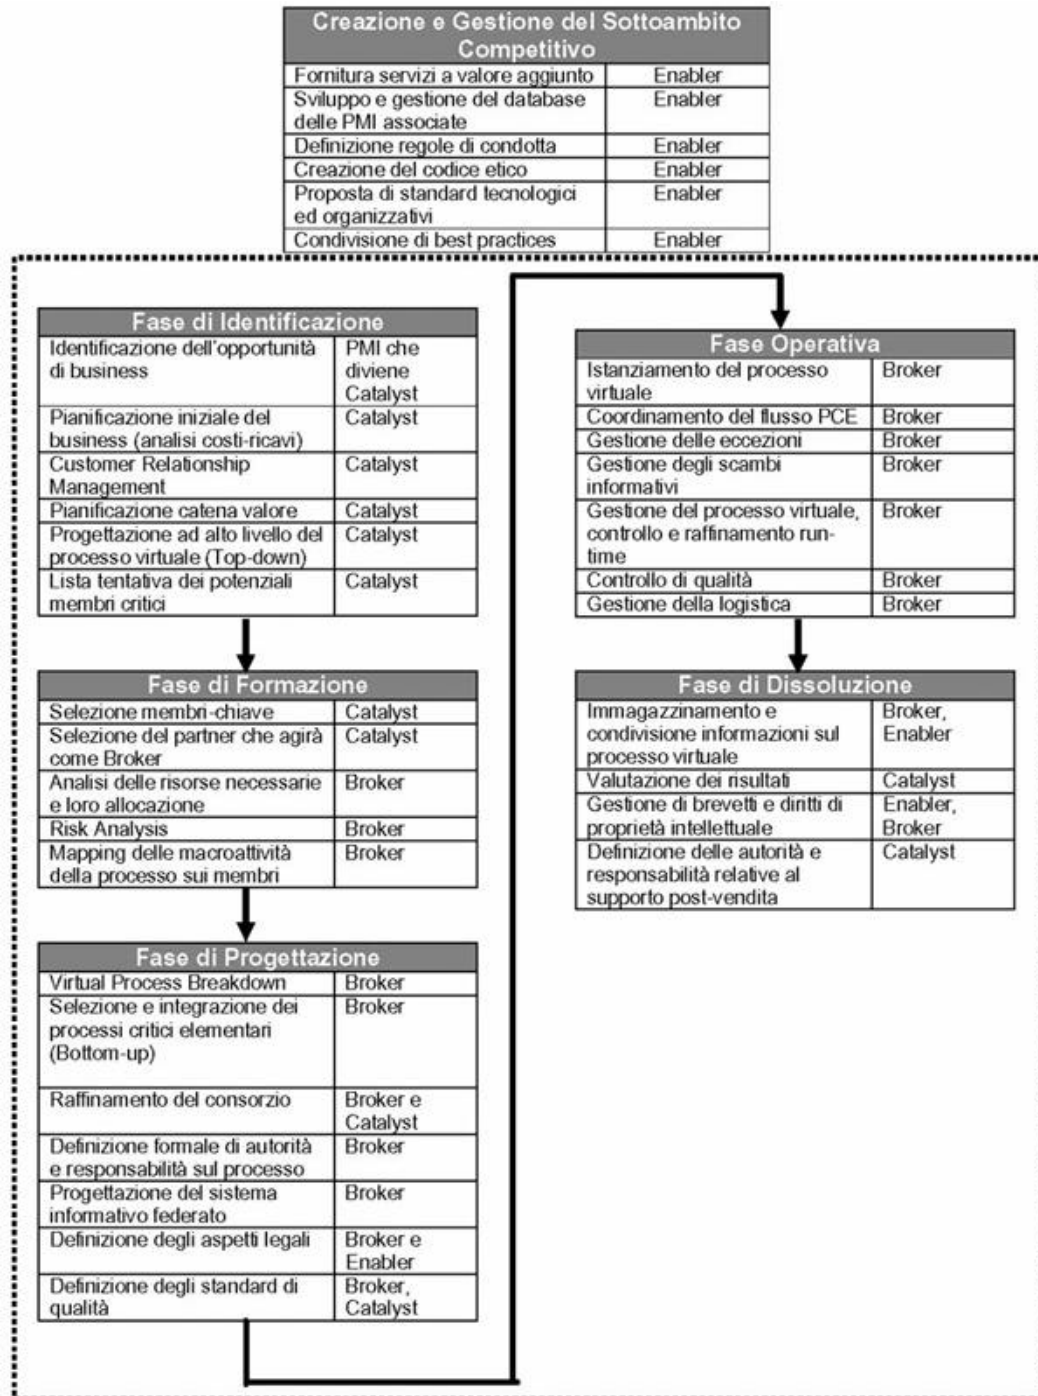 Creazione e Gestione del Sottoambito
Competitivo
Fornitura servizi a valore aggiunto Enabler
Sviluppo e gestione del database Enabler
delle PMI associate
Definizione regole di condotta Enabler
Creazione del codice etico Enabler
Proposta di standard tecnologici Enabler
ed organizzativi
Condivisione di best practices Enabler
Fase di Identificazione
Identificazione dell'opportunità PMI che
di business diviene
Catalyst
Pianificazione iniziale del Catalyst
business (analisi costi-ricavi)
Customer Relationship Catalyst
Management
Pianificazione catena valore Catalyst
Progettazione ad alto livello del Catalyst
processo virtuale (Top-down)
Lista tentativa dei potenziali Catalyst
membri critici
Fase di Formazione
Selezione membri-chiave Catalyst
Selezione del partner che agirà Catalyst
come Broker
Analisi delle risorse necessarie Broker
e loro allocazione
Risk Analysis Broker
Mapping delle macroattività Broker
della processo sui membri
Fase di Progettazione
Virtual Process Breakdown Broker
Selezione e integrazione dei Broker
processi critici elementari
(Bottom-up)
Raffinamento del consorzio Broker e
Catalyst
Definizione formale di autorità Broker
e responsabilità sul processo
Progettazione del sistema Broker
informativo federato
Definizione degli aspetti legali Broker e
Enabler
Definizione degli standard di Broker,
qualità Catalyst
Fase Operativa
Istanziamento del processo Broker
virtuale
Coordinamento del flusso PCE Broker
Gestione delle eccezioni Broker
Gestione degli scambi Broker
informativi
Gestione del processo virtuale, Broker
controllo e raffinamento run-
time
Controllo di qualità Broker
Gestione della logistica Broker
Fase di Dissoluzione
Immagazzinamento e Broker,
condivisione informazioni sul Enabler
processo virtuale
Valutazione dei risultati Catalyst
Gestione di brevetti e diritti di Enabler,
proprietà intellettuale Broker
Definizione delle autorità e Catalyst
responsabilità relative al
supporto post-vendita